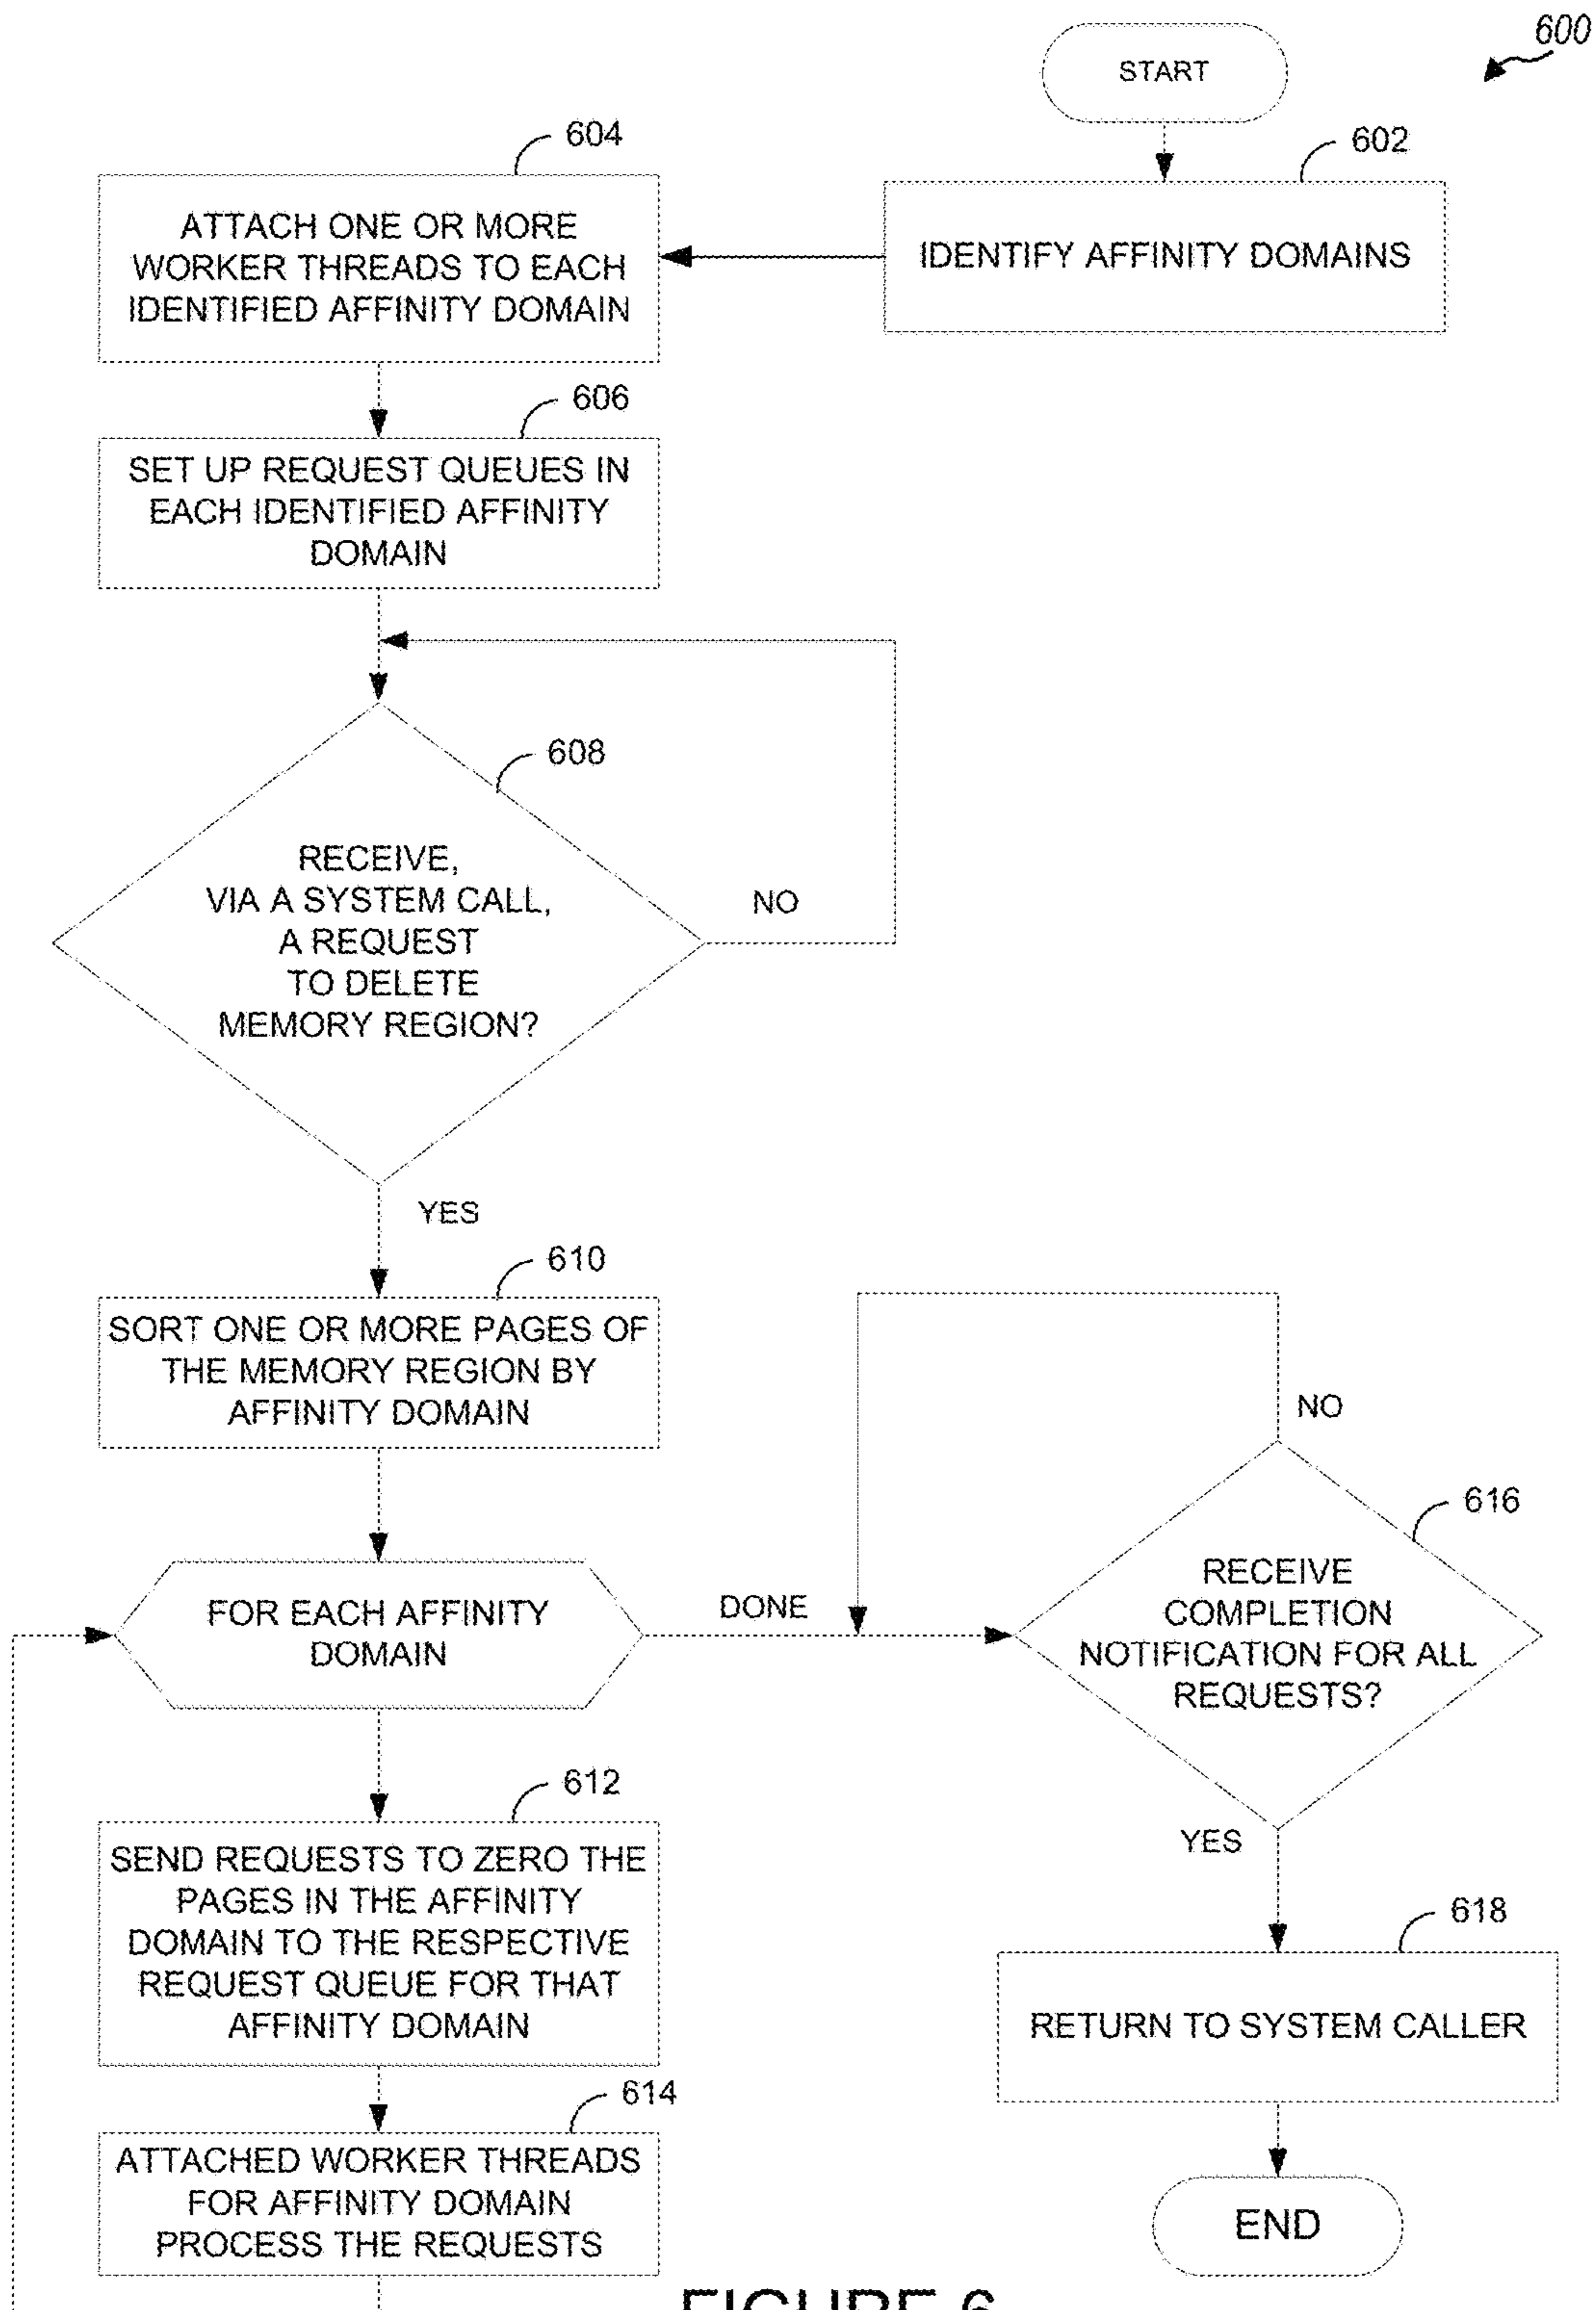 600
START
602
IDENTIFY AFFINITY DOMAINS
604
ATTACH ONE OR MORE
WORKER THREADS TO EACH
IDENTIFIED AFFINITY DOMAIN
606
SET UP REQUEST QUEUES IN
EACH IDENTIFIED AFFINITY
DOMAIN
608
RECEIVE,
VIA A SYSTEM CALL,
A REQUEST
TO DELETE
MEMORY REGION?
NO
YES
610
SORT ONE OR MORE PAGES OF
THE MEMORY REGION BY
AFFINITY DOMAIN
FOR EACH AFFINITY
DOMAIN
DONE
612
SEND REQUESTS TO ZERO THE
PAGES IN THE AFFINITY
DOMAIN TO THE RESPECTIVE
REQUEST QUEUE FOR THAT
AFFINITY DOMAIN
614
ATTACHED WORKER THREADS
FOR AFFINITY DOMAIN
PROCESS THE REQUESTS
NO
616
RECEIVE
COMPLETION
NOTIFICATION FOR ALL
REQUESTS?
YES
618
RETURN TO SYSTEM CALLER
END
FIGURE 6